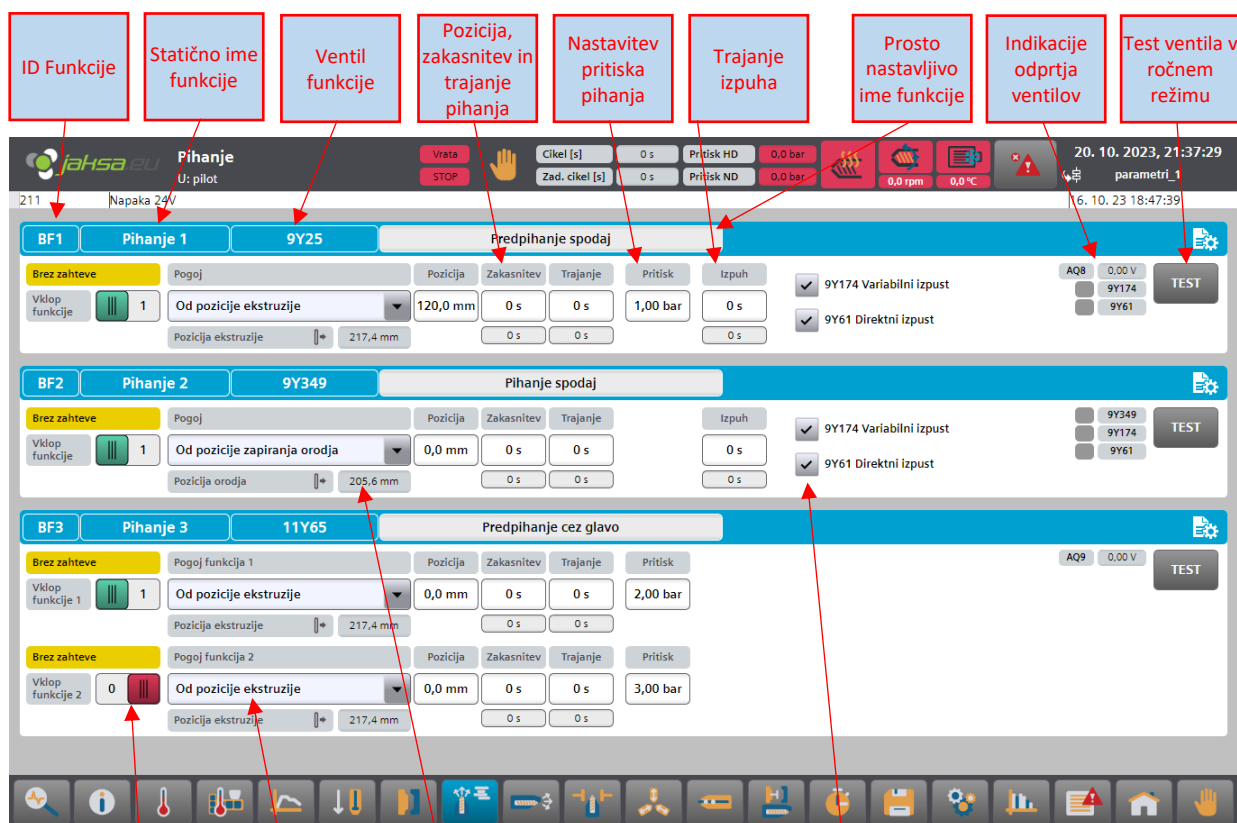 ID Funkcije
Statično ime funkcije
Ventil funkcije
Pozicija, zakasnitev in trajanje pihanja
Nastavitev pritiska pihanja
Trajanje izpuha
Prosto nastavljivo ime funkcije
Indikacije odprtja ventilov
Test ventila v ročnem režimu
jaksa.eu
Pihanje
U: pilot
Vrata
STOP
Cikel [s] 0 s
Zad. cikel [s] 0 s
Pritisk HD 0,0 bar
Pritisk ND 0,0 bar
0,0 rpm
0,0 °C
20. 10. 2023, 21:37:29
parametri_1
211 Napaka 24V 16. 10. 23 18:47:39
BF1 Pihanje 1 9Y25 Predpihanje spodaj
Brez zahteve Pogoj Pozicija Zakasnitev Trajanje Pritisk Izpuh
Vklop funkcije 1 Od pozicije ekstruzije 120,0 mm 0 s 0 s 1,00 bar 0 s
Pozicija ekstruzije 217,4 mm 0 s 0 s 0 s
9Y174 Variabilni izpust
9Y61 Direktni izpust
AQ8 0,00 V
9Y174
9Y61
TEST
BF2 Pihanje 2 9Y349 Pihanje spodaj
Brez zahteve Pogoj Pozicija Zakasnitev Trajanje Izpuh
Vklop funkcije 1 Od pozicije zapiranja orodja 0,0 mm 0 s 0 s 0 s
Pozicija orodja 205,6 mm 0 s 0 s 0 s
9Y174 Variabilni izpust
9Y61 Direktni izpust
9Y349
9Y174
9Y61
TEST
BF3 Pihanje 3 11Y65 Predpihanje cez glavo
Brez zahteve Pogoj funkcija 1 Pozicija Zakasnitev Trajanje Pritisk
Vklop funkcije 1 1 Od pozicije ekstruzije 0,0 mm 0 s 0 s 2,00 bar
Pozicija ekstruzije 217,4 mm 0 s 0 s
AQ9 0,00 V
TEST
Brez zahteve Pogoj funkcija 2 Pozicija Zakasnitev Trajanje Pritisk
Vklop funkcije 2 0 Od pozicije ekstruzije 0,0 mm 0 s 0 s 3,00 bar
Pozicija ekstruzije 217,4 mm 0 s 0 s